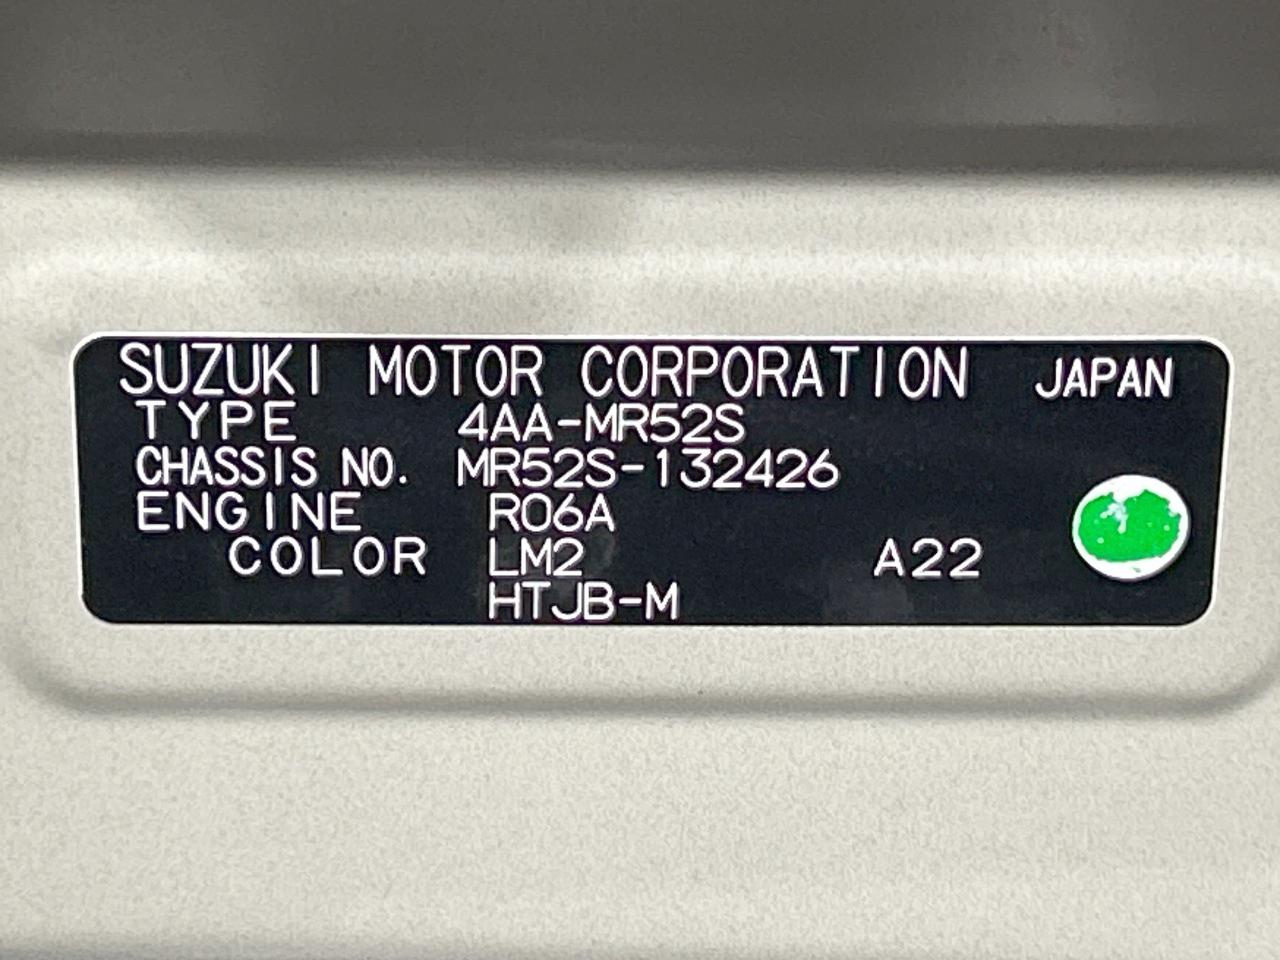 SUZUKI MOTOR CORPORATION JAPAN
TYPE 4AA-MR52S
CHASSIS NO. MR52S-132426
ENGINE R06A
COLOR LM2 A22
HTJB-M